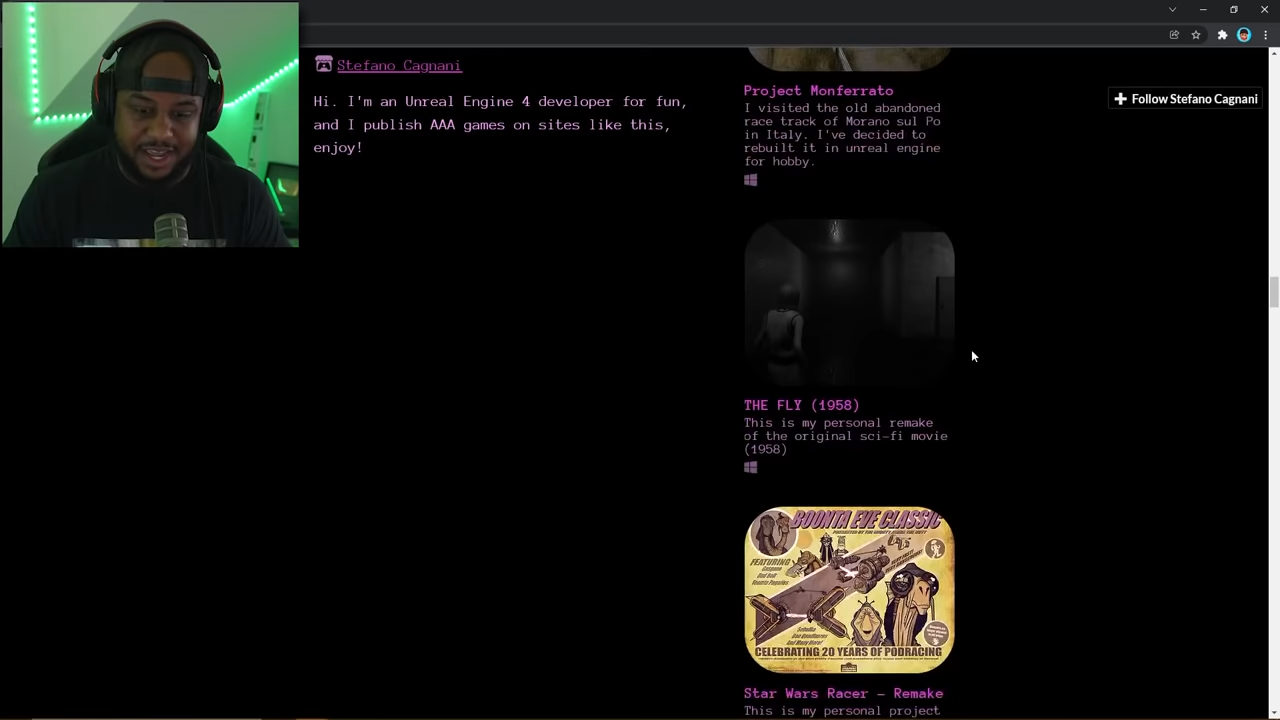 Stefano Cagnani
Hi. I'm an Unreal Engine 4 developer for fun,
and I publish AAA games on sites like this,
enjoy!
Project Monferrato
I visited the old abandoned
race track of Morano sul Po
in Italy. I've decided to
rebuilt it in unreal engine
for hobby.
Follow Stefano Cagnani
THE FLY (1958)
This is my personal remake
of the original sci-fi movie
(1958)
BOONTA EVE CLASSIC
FEATURING
CELEBRATING 20 YEARS OF PODRACING
Star Wars Racer - Remake
This is my personal project